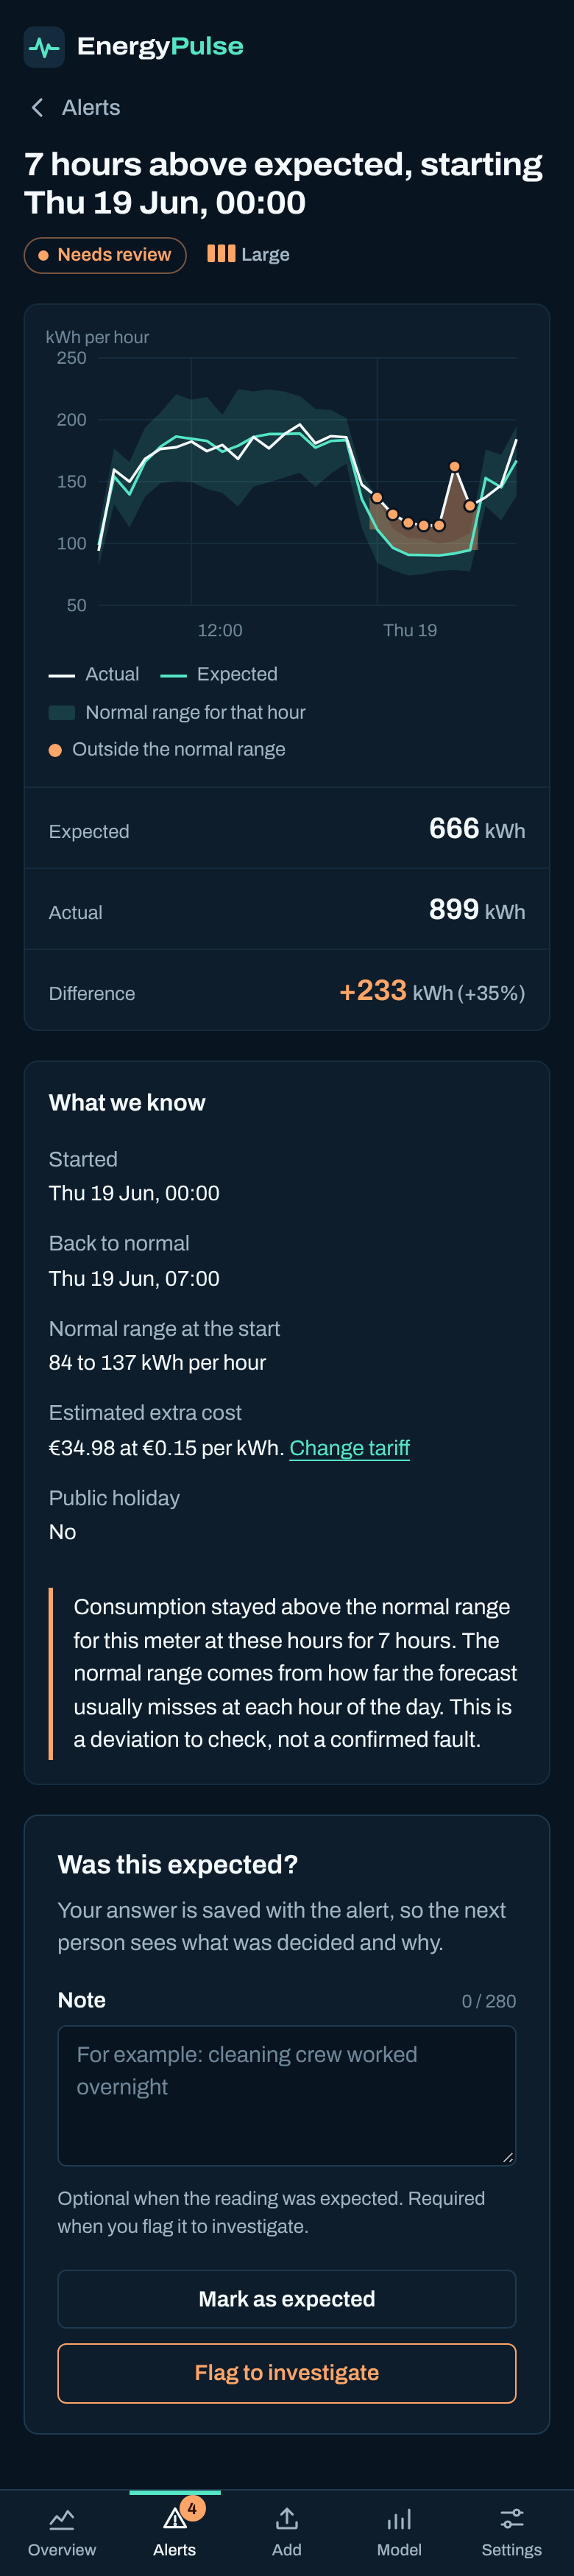 EnergyPulse
Alerts
7 hours above expected, starting
Thu 19 Jun, 00:00
Needs review
Large
kWh per hour
250
200
150
100
50
12:00
Thu 19
Actual
Expected
Normal range for that hour
Outside the normal range
Expected
666 kWh
Actual
899 kWh
Difference
+233 kWh (+35%)
What we know
Started
Thu 19 Jun, 00:00
Back to normal
Thu 19 Jun, 07:00
Normal range at the start
84 to 137 kWh per hour
Estimated extra cost
€34.98 at €0.15 per kWh. Change tariff
Public holiday
No
Consumption stayed above the normal range
for this meter at these hours for 7 hours. The
normal range comes from how far the forecast
usually misses at each hour of the day. This is
a deviation to check, not a confirmed fault.
Was this expected?
Your answer is saved with the alert, so the next
person sees what was decided and why.
Note
0 / 280
For example: cleaning crew worked
overnight
Optional when the reading was expected. Required
when you flag it to investigate.
Mark as expected
Flag to investigate
4
Overview
Alerts
Add
Model
Settings